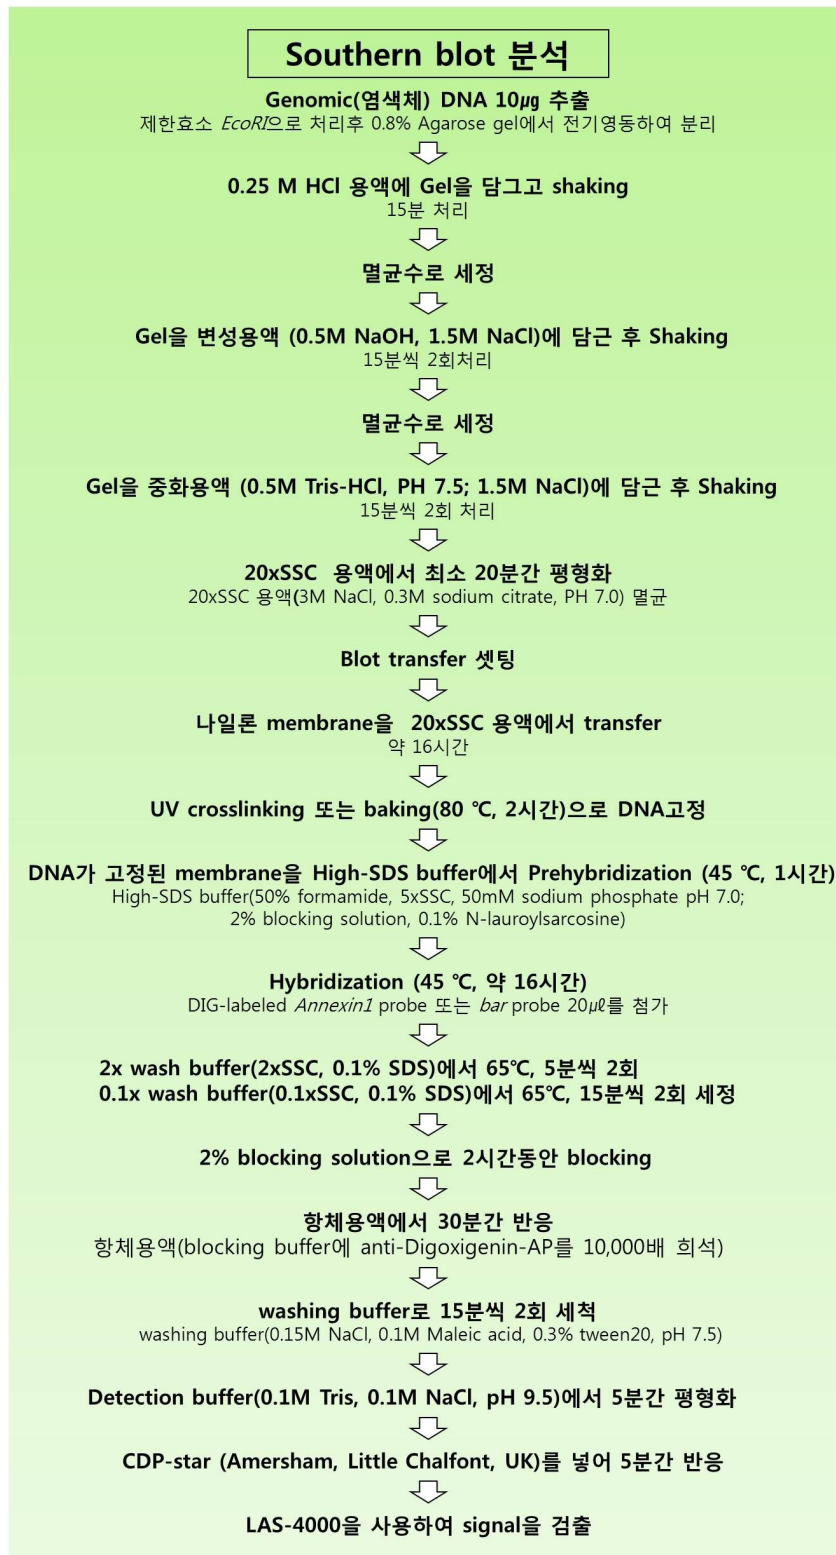 Southern blot 분석
Genomic(염색체) DNA 10㎍ 추출
제한효소 EcoRI으로 처리후 0.8% Agarose gel에서 전기영동하여 분리
0.25 M HCl 용액에 Gel을 담그고 shaking
15분 처리
멸균수로 세정
Gel을 변성용액 (0.5M NaOH, 1.5M NaCl)에 담근 후 Shaking
15분씩 2회처리
멸균수로 세정
Gel을 중화용액 (0.5M Tris-HCl, PH 7.5; 1.5M NaCl)에 담근 후 Shaking
15분씩 2회 처리
20xSSC 용액에서 최소 20분간 평형화
20xSSC 용액(3M NaCl, 0.3M sodium citrate, PH 7.0) 멸균
Blot transfer 셋팅
나일론 membrane을 20xSSC 용액에서 transfer
약 16시간
UV crosslinking 또는 baking(80 ℃, 2시간)으로 DNA고정
DNA가 고정된 membrane을 High-SDS buffer에서 Prehybridization (45 ℃, 1시간)
High-SDS buffer(50% formamide, 5xSSC, 50mM sodium phosphate pH 7.0;
2% blocking solution, 0.1% N-lauroylsarcosine)
Hybridization (45 ℃, 약 16시간)
DIG-labeled Annexin1 probe 또는 bar probe 20㎕를 첨가
2x wash buffer(2xSSC, 0.1% SDS)에서 65℃, 5분씩 2회
0.1x wash buffer(0.1xSSC, 0.1% SDS)에서 65℃, 15분씩 2회 세정
2% blocking solution으로 2시간동안 blocking
항체용액에서 30분간 반응
항체용액(blocking buffer에 anti-Digoxigenin-AP를 10,000배 희석)
washing buffer로 15분씩 2회 세척
washing buffer(0.15M NaCl, 0.1M Maleic acid, 0.3% tween20, pH 7.5)
Detection buffer(0.1M Tris, 0.1M NaCl, pH 9.5)에서 5분간 평형화
CDP-star (Amersham, Little Chalfont, UK)를 넣어 5분간 반응
LAS-4000을 사용하여 signal을 검출